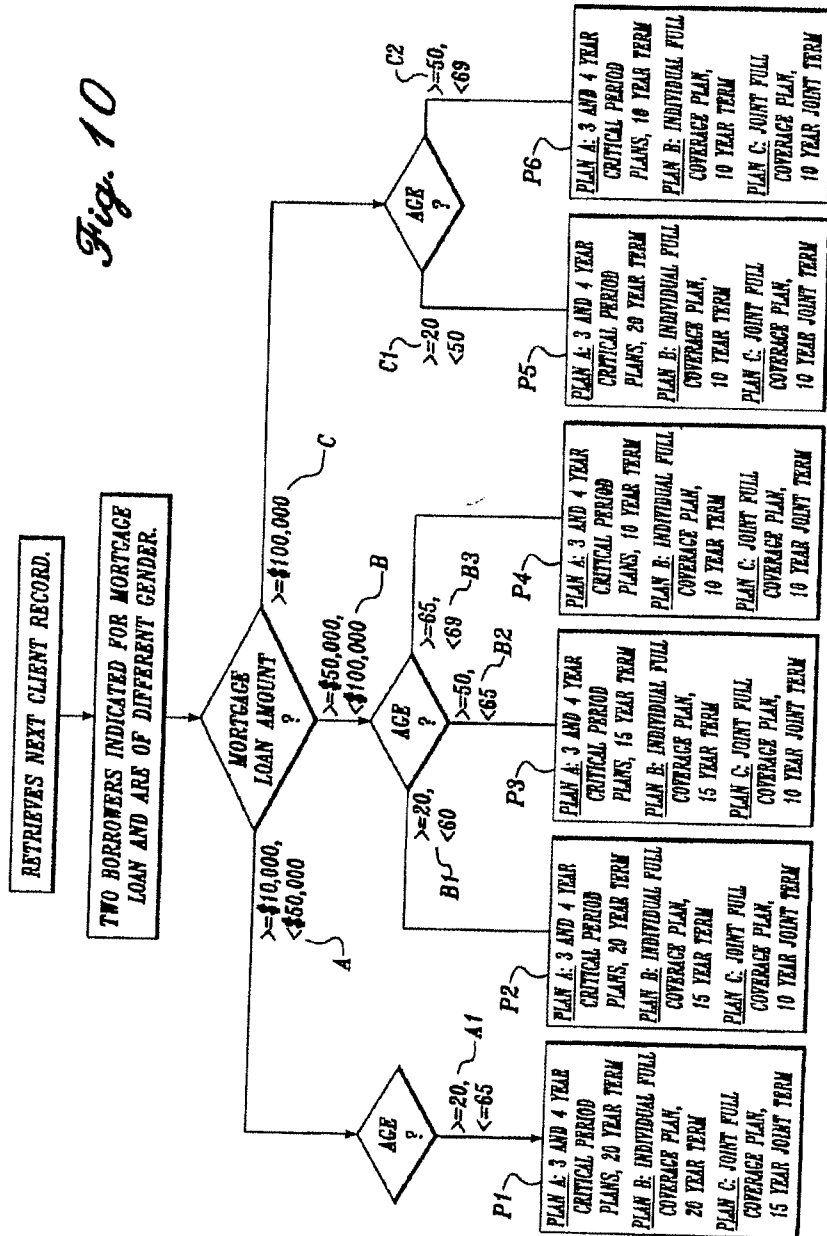 Fig. 10
RETRIEVES NEXT CLIENT RECORD.
TWO BORROWERS INDICATED FOR MORTGAGE
LOAN AND ARE OF DIFFERENT GENDER.
MORTGAGE
LOAN AMOUNT
?
>=$10,000,
<$50,000
A
>=$50,000,
<$100,000
B
>=$100,000
C
AGE
?
>=20,
<=65
A1
AGE
?
>=20,
<60
B1
>=50,
<65
B2
>=65,
<69
B3
AGE
?
>=20
<50
C1
>=50,
<69
C2
P1
PLAN A: 3 AND 4 YEAR
CRITICAL PERIOD
PLANS, 20 YEAR TERM
PLAN B: INDIVIDUAL FULL
COVERAGE PLAN,
20 YEAR TERM
PLAN C: JOINT FULL
COVERAGE PLAN,
15 YEAR JOINT TERM
P2
PLAN A: 3 AND 4 YEAR
CRITICAL PERIOD
PLANS, 20 YEAR TERM
PLAN B: INDIVIDUAL FULL
COVERAGE PLAN,
15 YEAR TERM
PLAN C: JOINT FULL
COVERAGE PLAN,
10 YEAR JOINT TERM
P3
PLAN A: 3 AND 4 YEAR
CRITICAL PERIOD
PLANS, 15 YEAR TERM
PLAN B: INDIVIDUAL FULL
COVERAGE PLAN,
15 YEAR TERM
PLAN C: JOINT FULL
COVERAGE PLAN,
10 YEAR JOINT TERM
P4
PLAN A: 3 AND 4 YEAR
CRITICAL PERIOD
PLANS, 10 YEAR TERM
PLAN B: INDIVIDUAL FULL
COVERAGE PLAN,
10 YEAR TERM
PLAN C: JOINT FULL
COVERAGE PLAN,
10 YEAR JOINT TERM
P5
PLAN A: 3 AND 4 YEAR
CRITICAL PERIOD
PLANS, 20 YEAR TERM
PLAN B: INDIVIDUAL FULL
COVERAGE PLAN,
10 YEAR TERM
PLAN C: JOINT FULL
COVERAGE PLAN,
10 YEAR JOINT TERM
P6
PLAN A: 3 AND 4 YEAR
CRITICAL PERIOD
PLANS, 10 YEAR TERM
PLAN B: INDIVIDUAL FULL
COVERAGE PLAN,
10 YEAR TERM
PLAN C: JOINT FULL
COVERAGE PLAN,
10 YEAR JOINT TERM